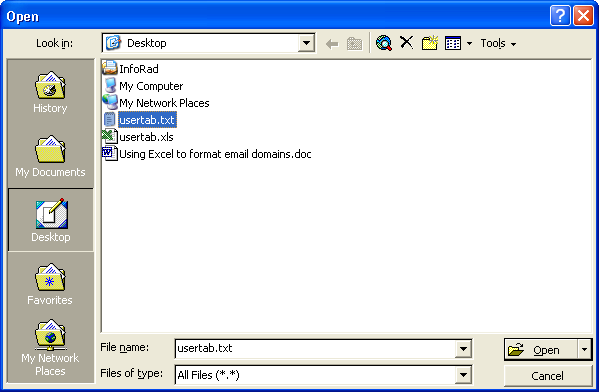 Open
Look in: Desktop Tools
History
My Documents
Desktop
Favorites
My Network
Places
InfoRad
My Computer
My Network Places
usertab.txt
usertab.xls
Using Excel to format email domains.doc
File name: usertab.txt Open
Files of type: All Files (*.*) Cancel